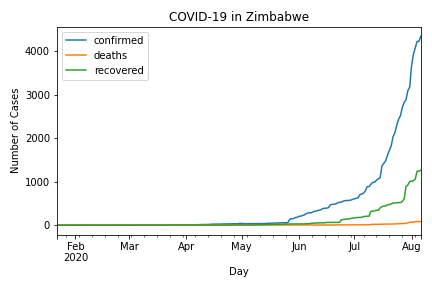 COVID-19 in Zimbabwe
confirmed
deaths
recovered
Number of Cases
4000
3000
2000
1000
0
Feb Mar Apr May Jun Jul Aug
2020
Day